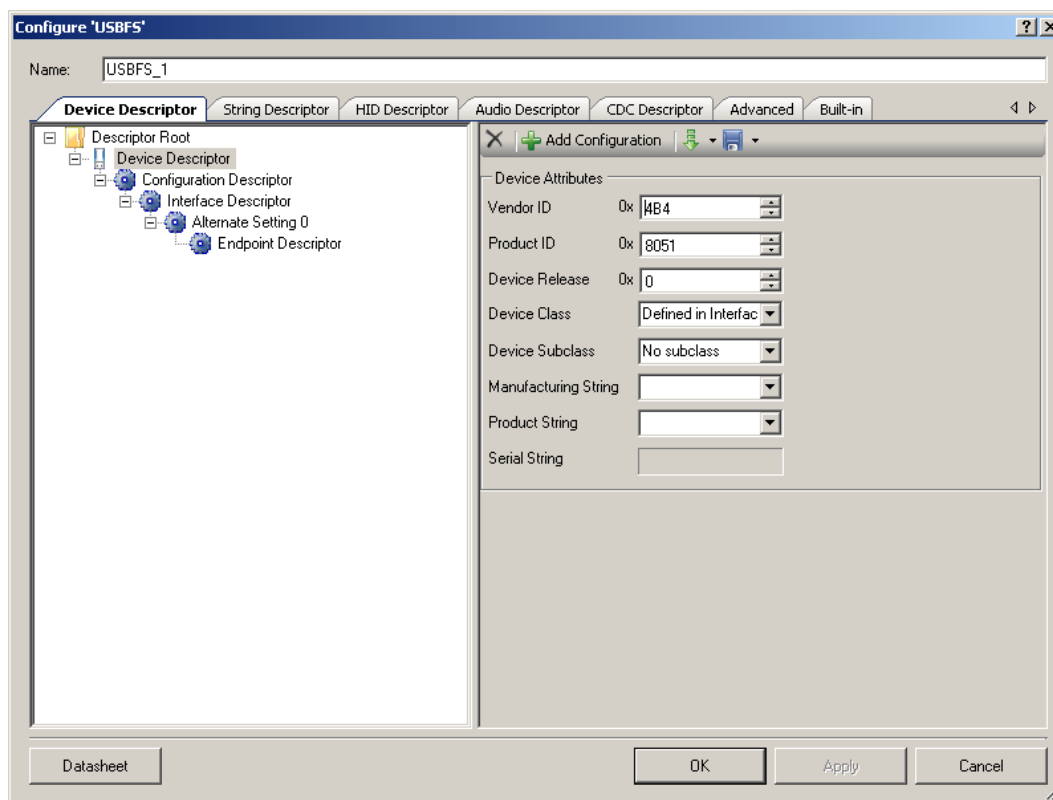 Configure 'USBFS'
Name: USBFS_1
Device Descriptor String Descriptor HID Descriptor Audio Descriptor CDC Descriptor Advanced Built-in
Descriptor Root
Device Descriptor
Configuration Descriptor
Interface Descriptor
Alternate Setting 0
Endpoint Descriptor
Add Configuration
Device Attributes
Vendor ID 0x 4B4
Product ID 0x 8051
Device Release 0x 0
Device Class Defined in Interfac
Device Subclass No subclass
Manufacturing String
Product String
Serial String
Datasheet OK Apply Cancel